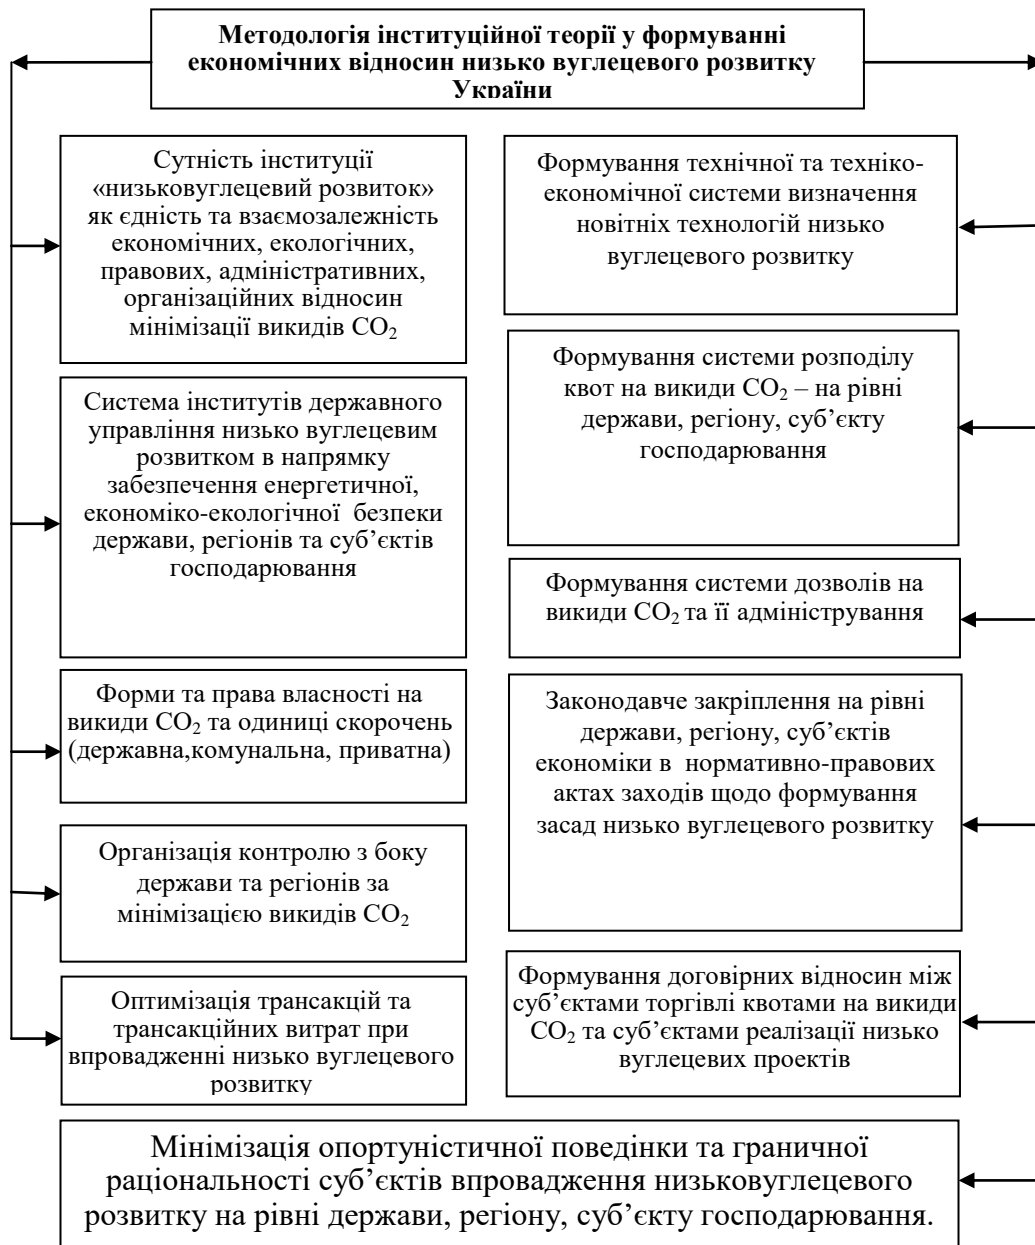 Методологія інституційної теорії у формуванні
економічних відносин низько вуглецевого розвитку
України
Сутність інституції
«низьковуглецевий розвиток»
як єдність та взаємозалежність
економічних, екологічних,
правових, адміністративних,
організаційних відносин
мінімізації викидів CO₂
Система інститутів державного
управління низько вуглецевим
розвитком в напрямку
забезпечення енергетичної,
економіко-екологічної безпеки
держави, регіонів та суб’єктів
господарювання
Форми та права власності на
викиди CO₂ та одиниці скорочень
(державна,комунальна, приватна)
Організація контролю з боку
держави та регіонів за
мінімізацією викидів CO₂
Оптимізація трансакцій та
трансакційних витрат при
впровадженні низько вуглецевого
розвитку
Формування технічної та техніко-
економічної системи визначення
новітніх технологій низько
вуглецевого розвитку
Формування системи розподілу
квот на викиди CO₂ – на рівні
держави, регіону, суб’єкту
господарювання
Формування системи дозволів на
викиди CO₂ та її адміністрування
Законодавче закріплення на рівні
держави, регіону, суб’єктів
економіки в нормативно-правових
актах заходів щодо формування
засад низько вуглецевого розвитку
Формування договірних відносин між
суб’єктами торгівлі квотами на викиди
CO₂ та суб’єктами реалізації низько
вуглецевих проектів
Мінімізація опортуністичної поведінки та граничної
раціональності суб’єктів впровадження низьковуглецевого
розвитку на рівні держави, регіону, суб’єкту господарювання.